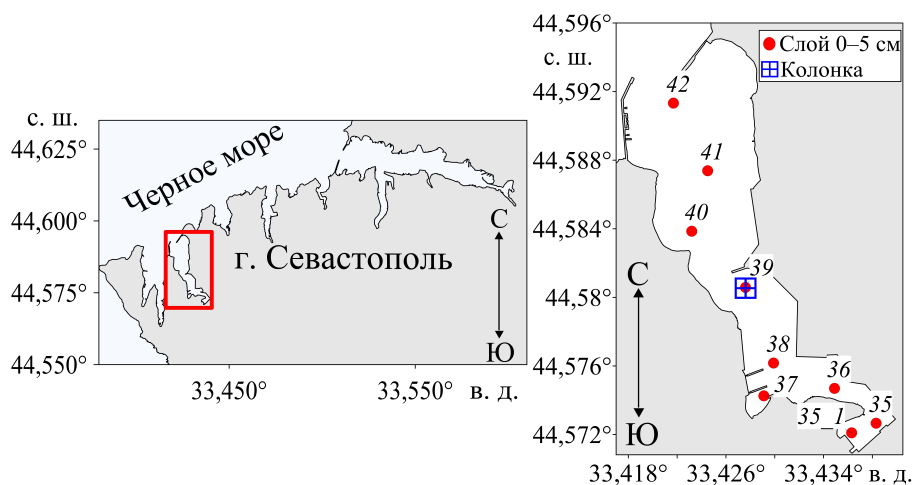 с. ш.
44,625°
44,600°
44,575°
44,550°
33,450°
33,550°
в. д.
Черное море
г. Севастополь
С
Ю
44,596°
с. ш.
44,592°
44,588°
44,584°
44,58°
44,576°
44,572°
33,418°
33,426°
33,434°
в. д.
Слой 0–5 см
Колонка
42
41
40
39
38
37
36
35_1
35
С
Ю